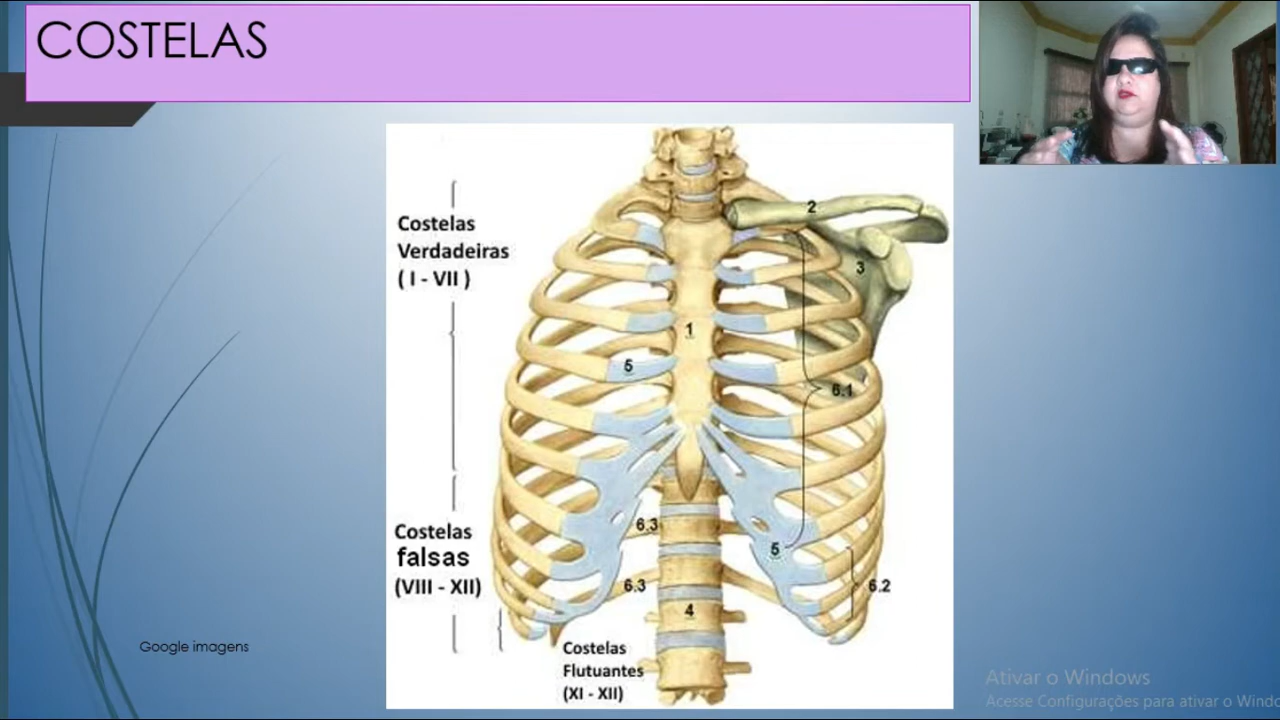 COSTELAS
Costelas
Verdadeiras
( I - VII )
2
3
1
5
6.1
Costelas
falsas
(VIII - XII)
6.3
5
6.3
6.2
4
Costelas
Flutuantes
(XI - XII)
Google imagens
Ativar o Windows
Acesse Configurações para ativar o Windo